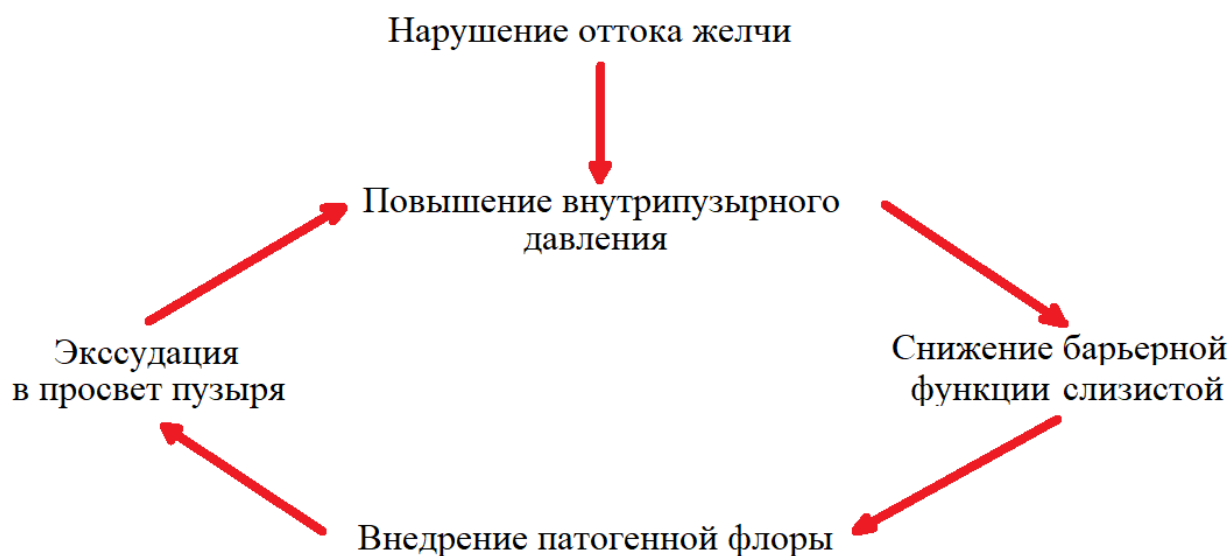 Нарушение оттока желчи
Повышение внутрипузырного
давления
Экссудация
в просвет пузыря
Снижение барьерной
функции слизистой
Внедрение патогенной флоры